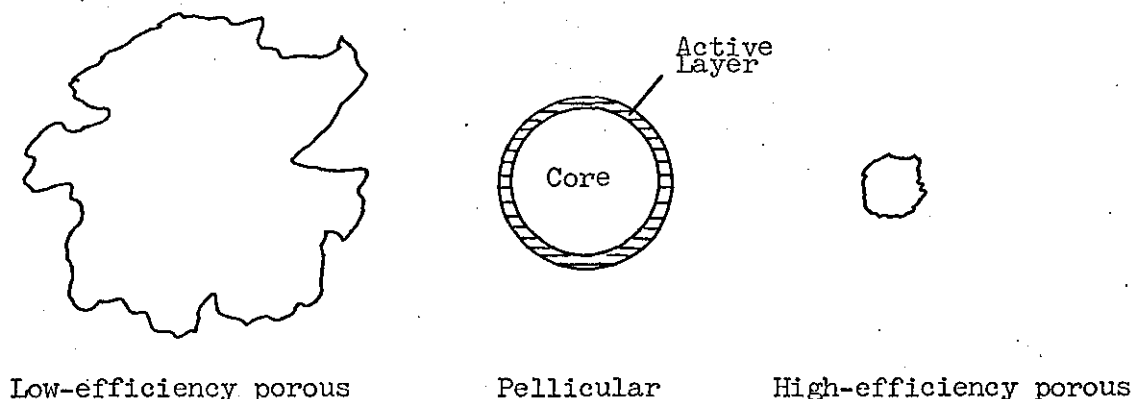 Active
Layer
Core
Low-efficiency porous
Pellicular
High-efficiency porous